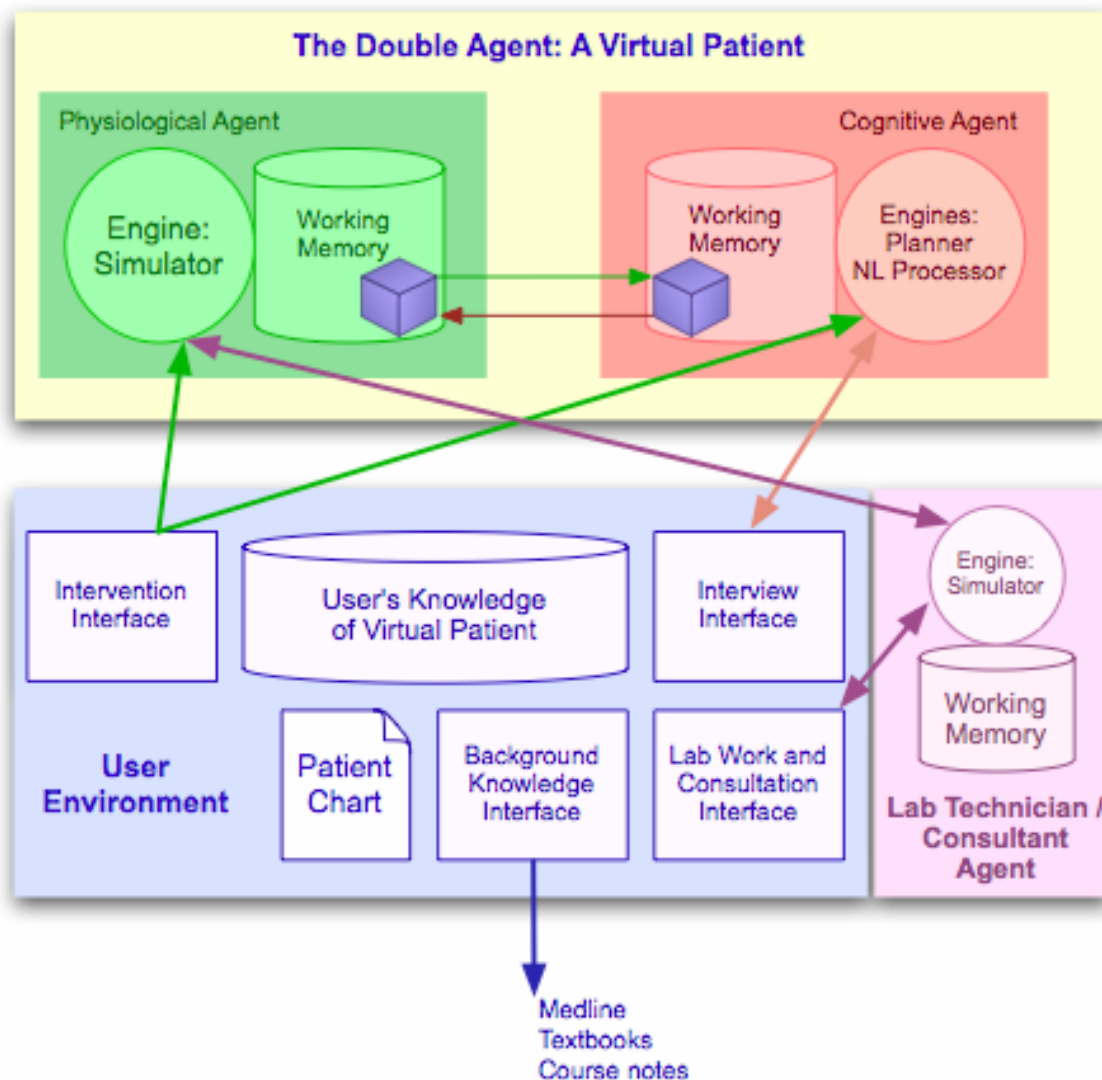 The Double Agent: A Virtual Patient
Physiological Agent
Engine:
Simulator
Working
Memory
Cognitive Agent
Working
Memory
Engines:
Planner
NL Processor
Intervention
Interface
User's Knowledge
of Virtual Patient
Interview
Interface
Engine:
Simulator
Working
Memory
Lab Technician /
Consultant
Agent
User
Environment
Patient
Chart
Background
Knowledge
Interface
Lab Work and
Consultation
Interface
Medline
Textbooks
Course notes